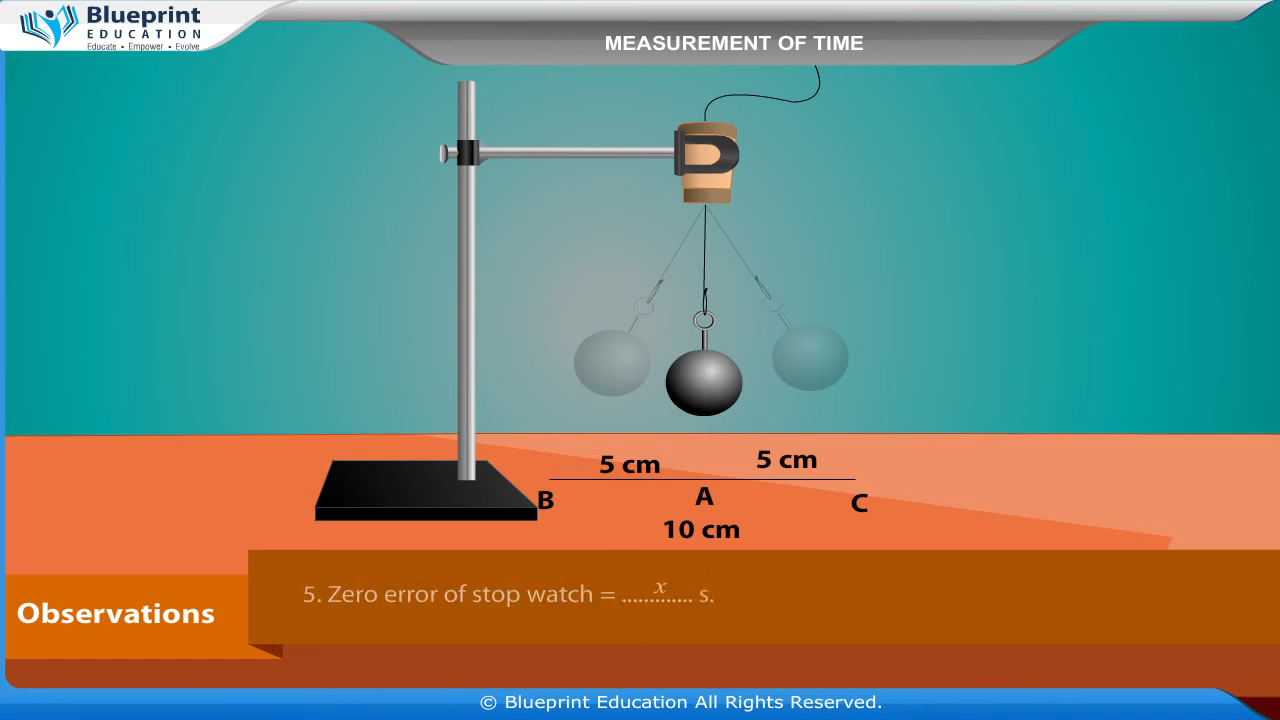 Blueprint
EDUCATION
Educate • Empower • Evolve
MEASUREMENT OF TIME
5 cm
5 cm
B
A
C
10 cm
5. Zero error of stop watch = ......x...... s.
Observations
© Blueprint Education All Rights Reserved.